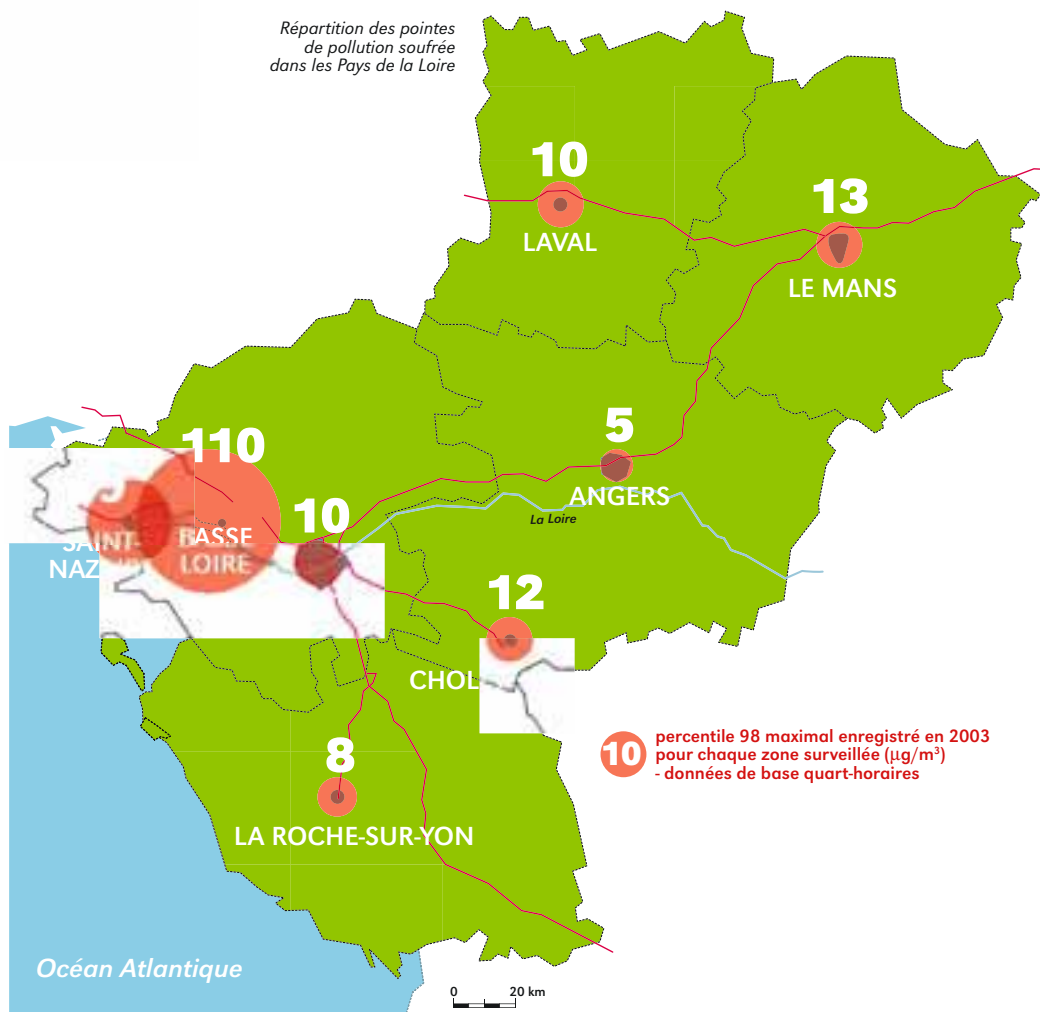 Répartition des pointes
de pollution soufrée
dans les Pays de la Loire
10
LAVAL
13
LE MANS
5
ANGERS
La Loire
110
BASSE
LOIRE
10
SAINT-
12
8
LA ROCHE-SUR-YON
10
percentile 98 maximal enregistré en 2003
pour chaque zone surveillée (µg/m³)
- données de base quart-horaires
Océan Atlantique
0 20 km